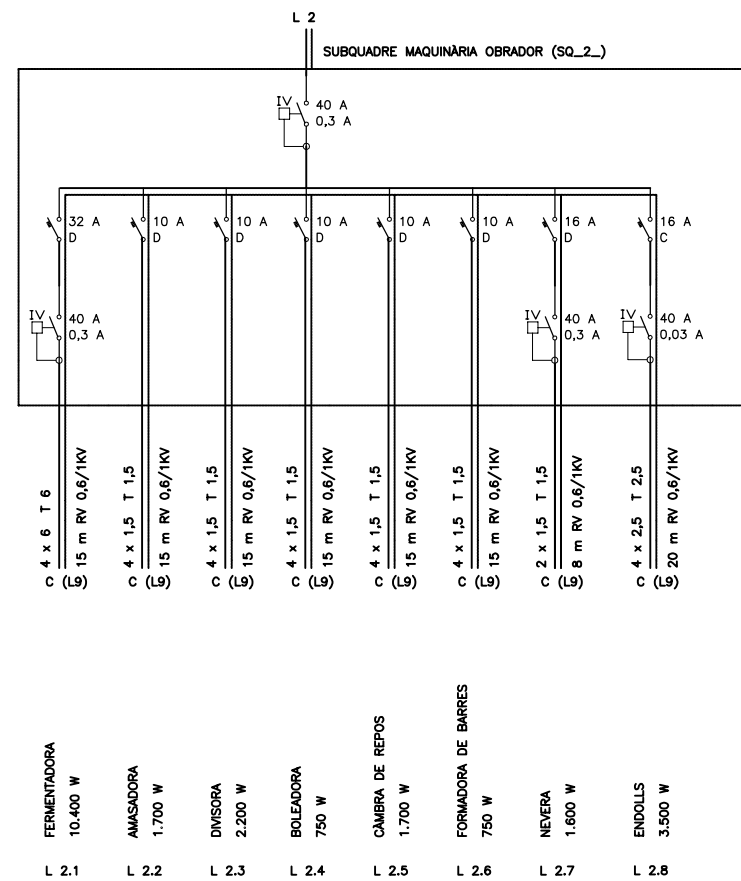 L 2
SUBQUADRE MAQUINÀRIA OBRADOR (SQ_2_)
IV
40 A
0,3 A
32 A
D
10 A
D
10 A
D
10 A
D
10 A
D
10 A
D
16 A
D
16 A
C
IV
40 A
0,3 A
IV
40 A
0,3 A
IV
40 A
0,03 A
4 x 6 T 6
15 m RV 0,6/1KV
4 x 1,5 T 1,5
15 m RV 0,6/1KV
4 x 1,5 T 1,5
15 m RV 0,6/1KV
4 x 1,5 T 1,5
15 m RV 0,6/1KV
4 x 1,5 T 1,5
15 m RV 0,6/1KV
4 x 1,5 T 1,5
15 m RV 0,6/1KV
2 x 1,5 T 1,5
8 m RV 0,6/1KV
4 x 2,5 T 2,5
20 m RV 0,6/1KV
C (L9)
C (L9)
C (L9)
C (L9)
C (L9)
C (L9)
C (L9)
C (L9)
FERMENTADORA
10.400 W
AMASADORA
1.700 W
DIVISORA
2.200 W
BOLEADORA
750 W
CÀMBRA DE REPOS
1.700 W
FORMADORA DE BARRES
750 W
NEVERA
1.600 W
ENDOLLS
3.500 W
L 2.1
L 2.2
L 2.3
L 2.4
L 2.5
L 2.6
L 2.7
L 2.8